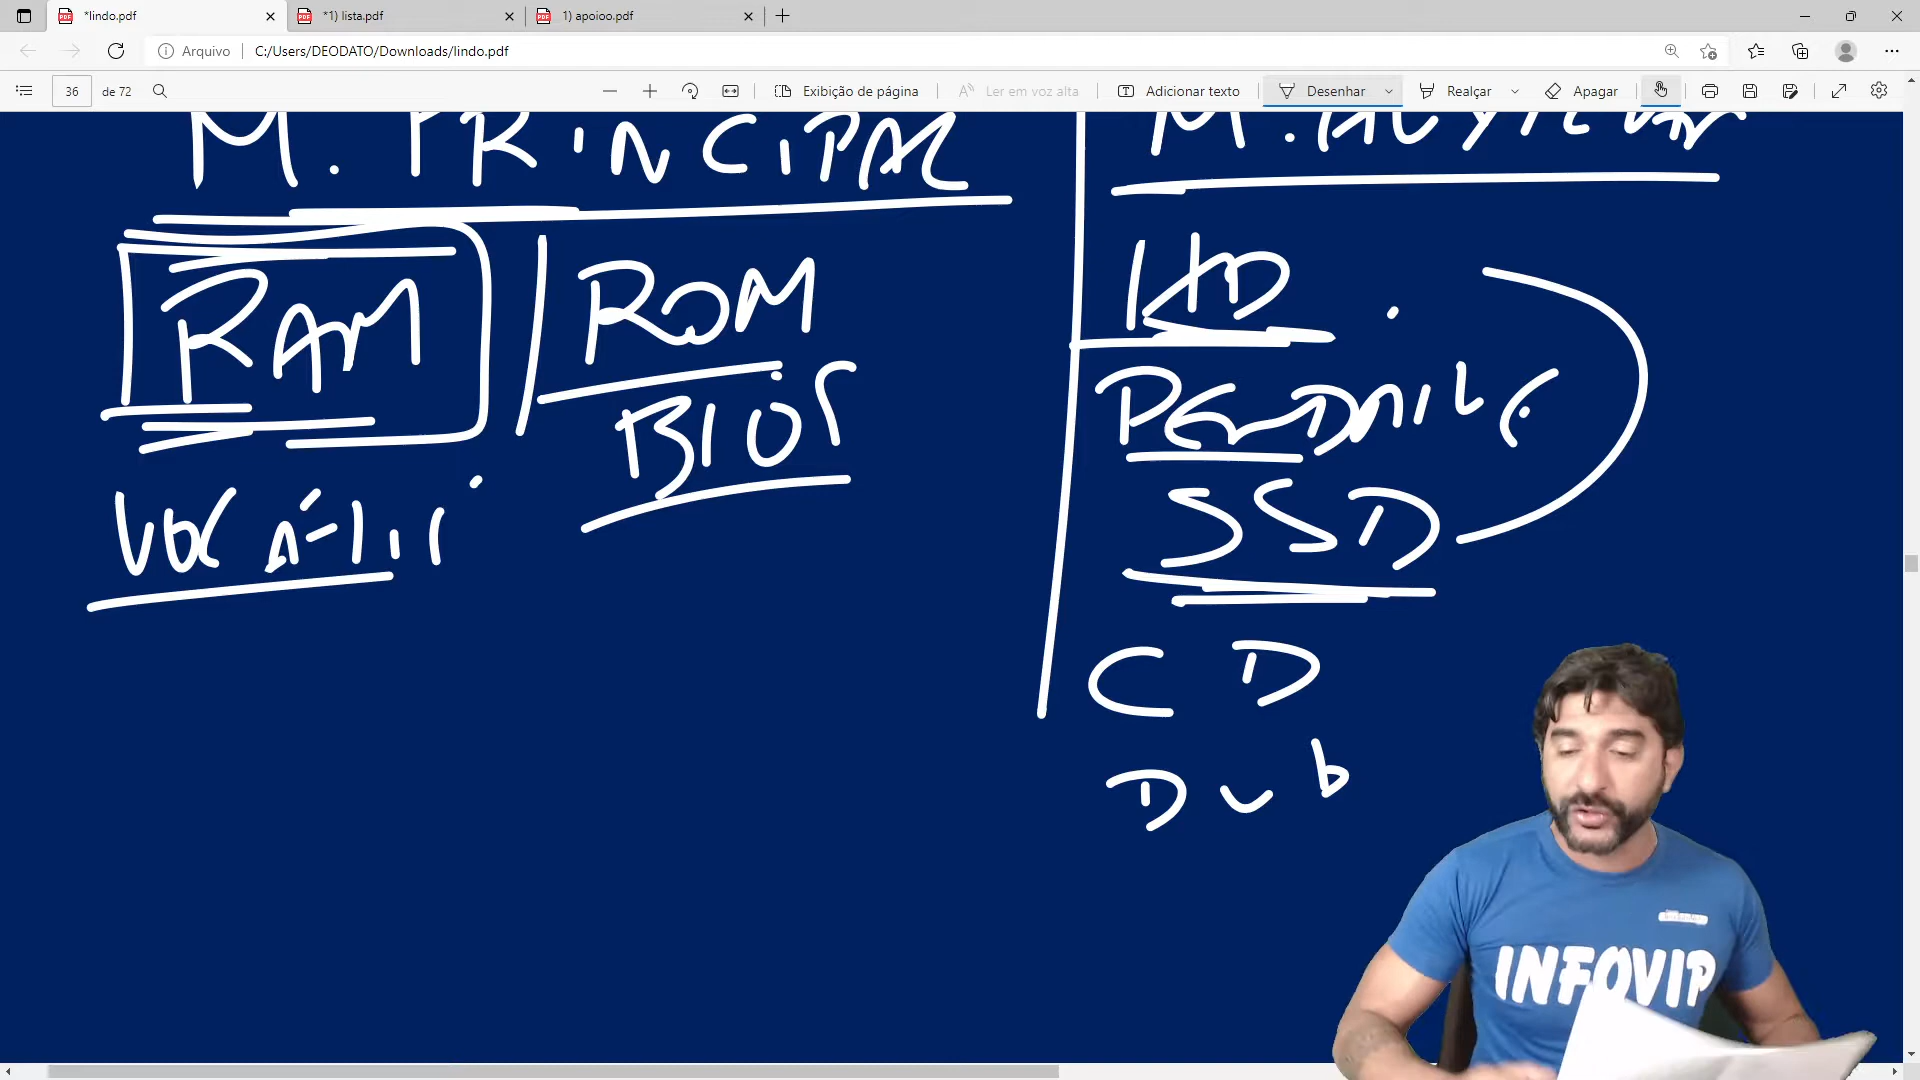 *lindo.pdf
*1) lista.pdf
1) apoioo.pdf
Arquivo
C:/Users/DEODATO/Downloads/lindo.pdf
36
de 72
Exibição de página
Ler em voz alta
Adicionar texto
Desenhar
Realçar
Apagar
M. PRINCIPAL
RAM
ROM
BIOS
HD
PENDRIVE
SSD
CD
DVD
INFOVIP